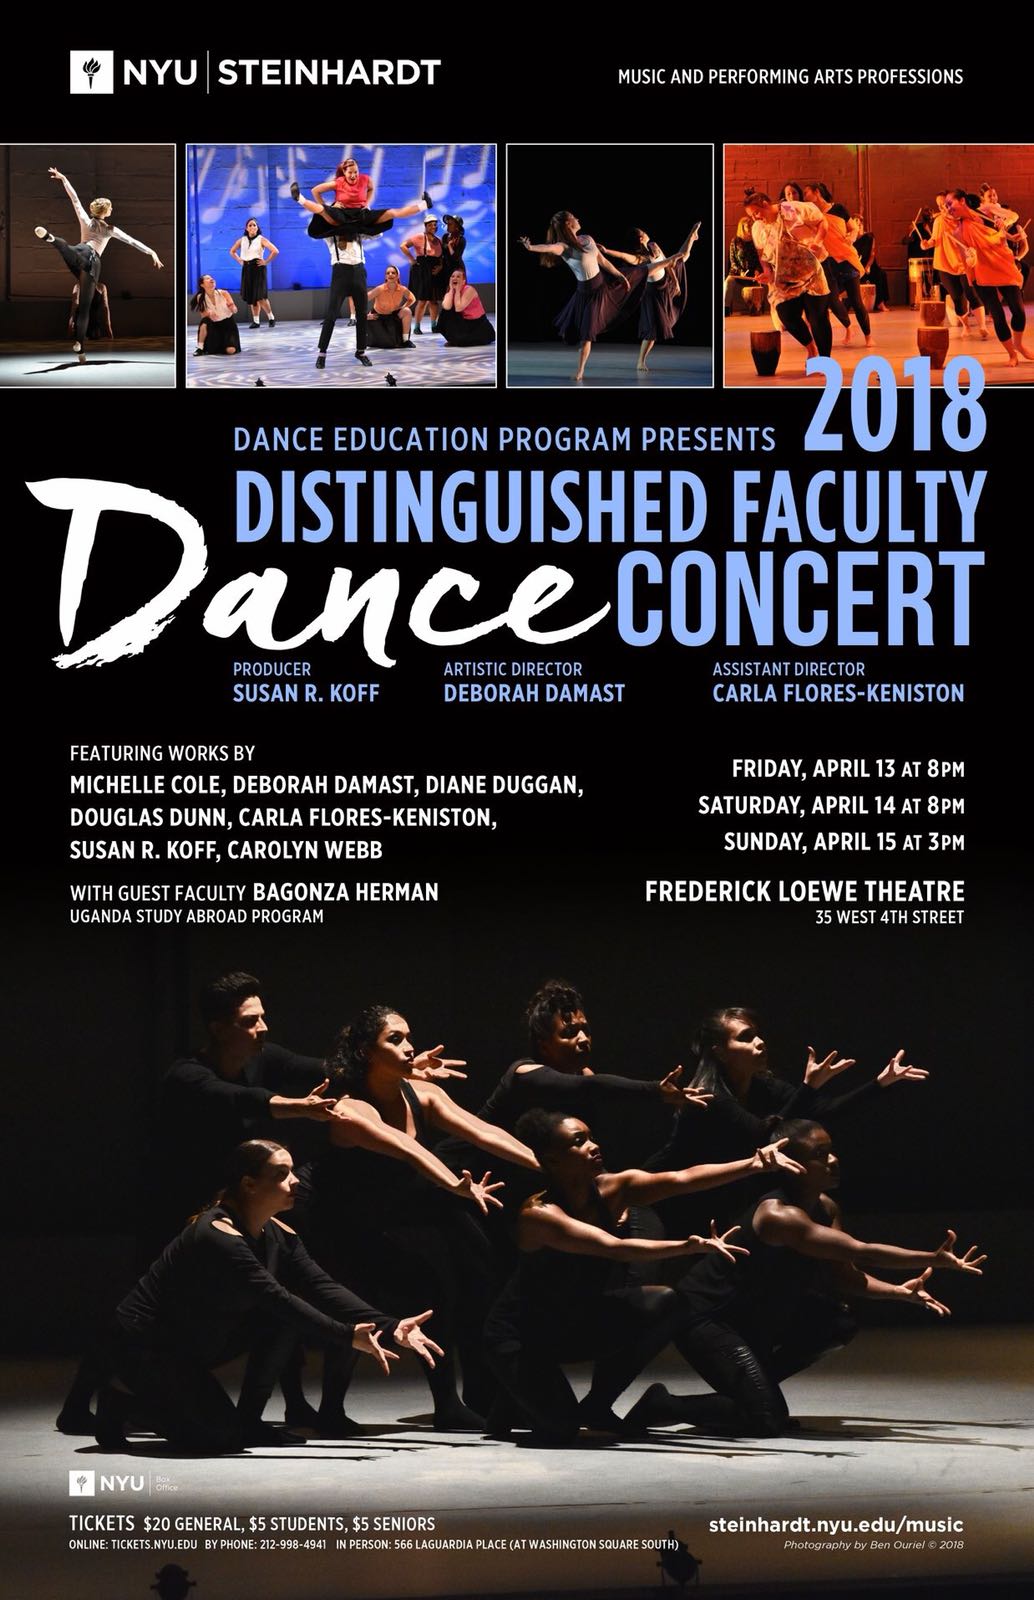 NYU STEINHARDT
MUSIC AND PERFORMING ARTS PROFESSIONS
2018
DANCE EDUCATION PROGRAM PRESENTS
DISTINGUISHED FACULTY
Dance CONCERT
PRODUCER
SUSAN R. KOFF
ARTISTIC DIRECTOR
DEBORAH DAMAST
ASSISTANT DIRECTOR
CARLA FLORES-KENISTON
FEATURING WORKS BY
MICHELLE COLE, DEBORAH DAMAST, DIANE DUGGAN,
DOUGLAS DUNN, CARLA FLORES-KENISTON,
SUSAN R. KOFF, CAROLYN WEBB
WITH GUEST FACULTY BAGONZA HERMAN
UGANDA STUDY ABROAD PROGRAM
FRIDAY, APRIL 13 AT 8PM
SATURDAY, APRIL 14 AT 8PM
SUNDAY, APRIL 15 AT 3PM
FREDERICK LOEWE THEATRE
35 WEST 4TH STREET
NYU Box
Office
TICKETS $20 GENERAL, $5 STUDENTS, $5 SENIORS
ONLINE: TICKETS.NYU.EDU BY PHONE: 212-998-4941 IN PERSON: 566 LAGUARDIA PLACE (AT WASHINGTON SQUARE SOUTH)
steinhardt.nyu.edu/music
Photography by Ben Ouriel © 2018